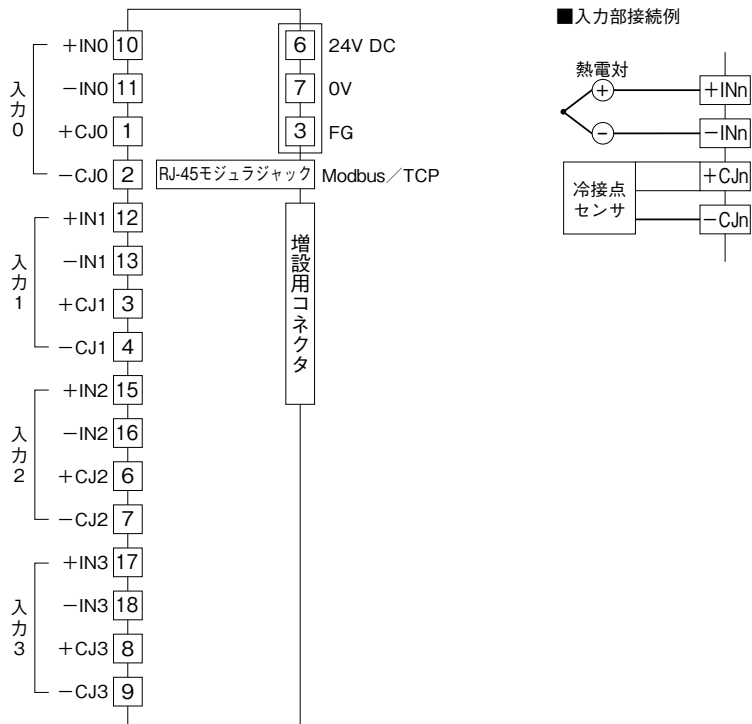 入力0
+IN0 10
−IN0 11
+CJ0 1
−CJ0 2
入力1
+IN1 12
−IN1 13
+CJ1 3
−CJ1 4
入力2
+IN2 15
−IN2 16
+CJ2 6
−CJ2 7
入力3
+IN3 17
−IN3 18
+CJ3 8
−CJ3 9
6 24V DC
7 0V
3 FG
RJ-45モジュラジャック Modbus/TCP
増設用コネクタ
■入力部接続例
熱電対
+ +INn
− −INn
冷接点
センサ
+CJn
−CJn